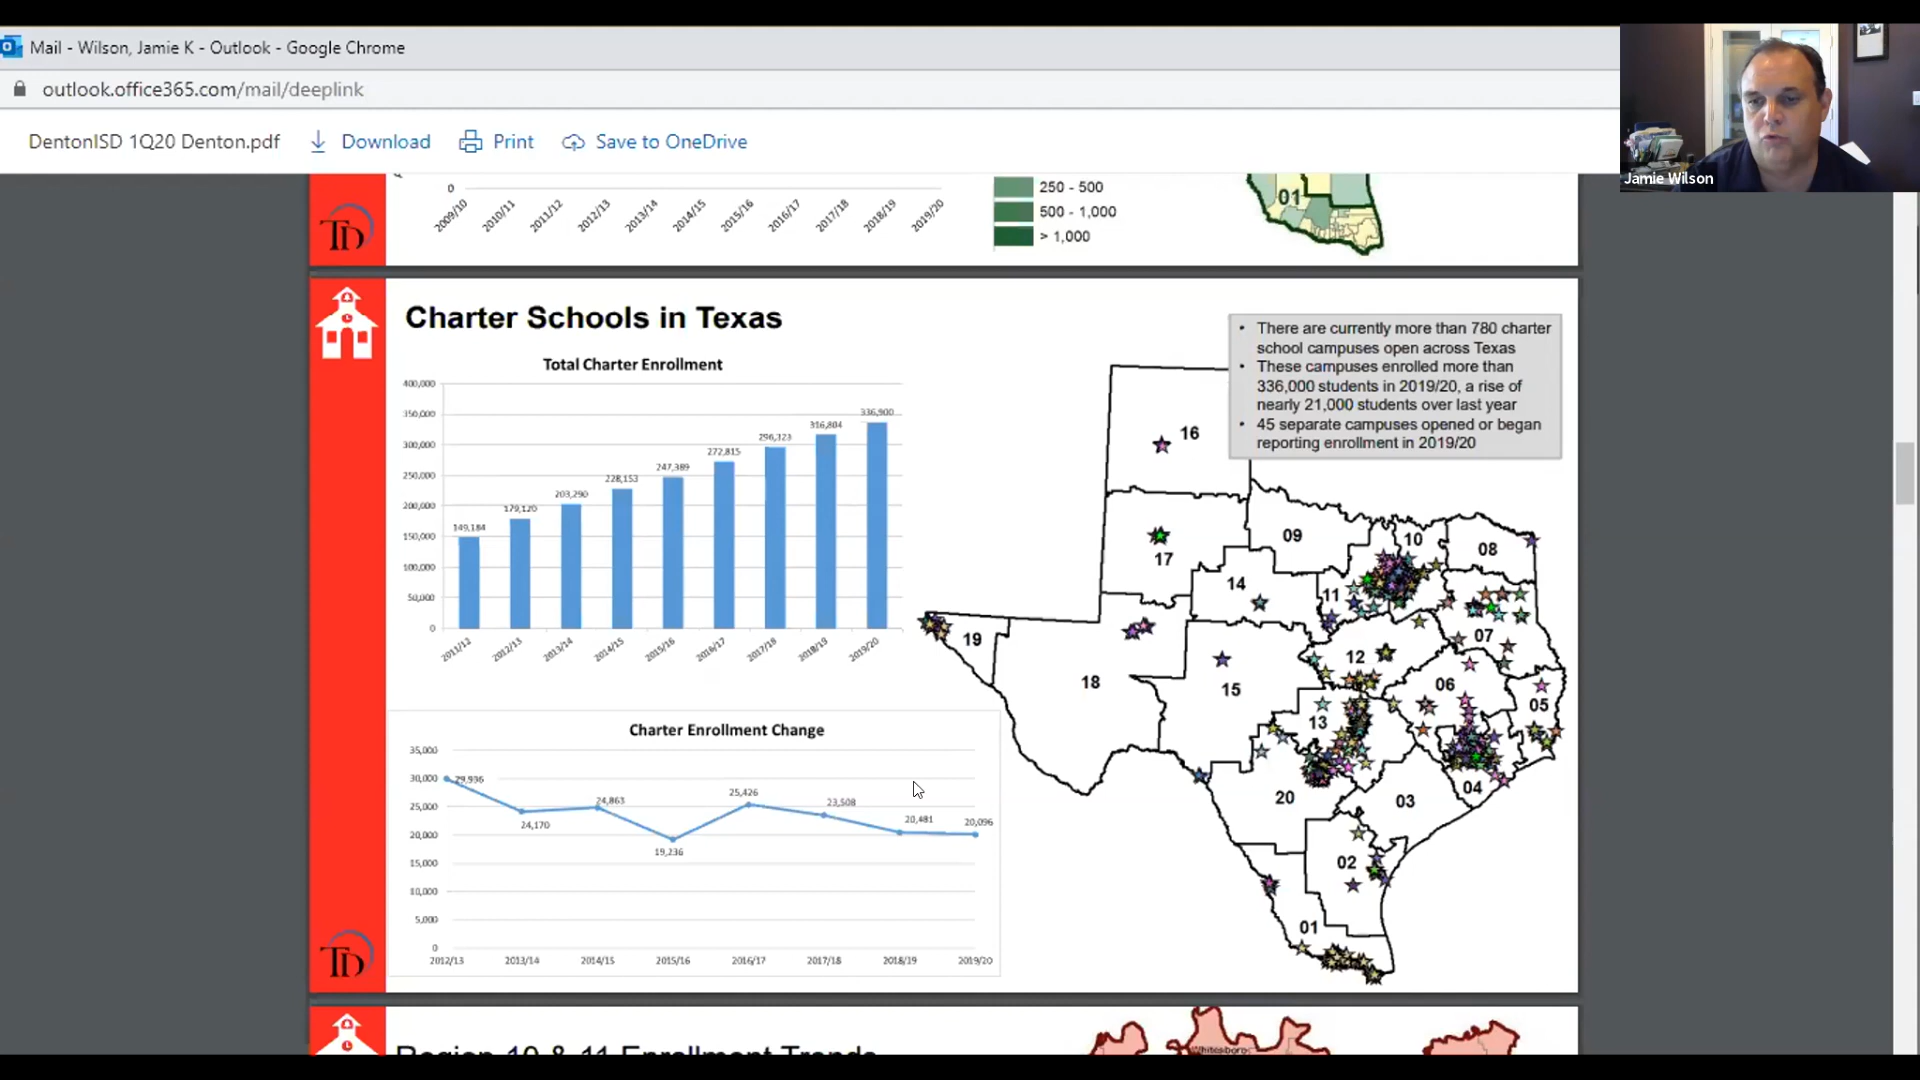 Mail - Wilson, Jamie K - Outlook - Google Chrome
outlook.office365.com/mail/deeplink
DentonISD 1Q20 Denton.pdf Download Print Save to OneDrive
Jamie Wilson
0
2009/10 2010/11 2011/12 2012/13 2013/14 2014/15 2015/16 2016/17 2017/18 2018/19 2019/20
250 - 500
500 - 1,000
> 1,000
01
TD
Charter Schools in Texas
Total Charter Enrollment
400,000
350,000
300,000
250,000
200,000
150,000
100,000
50,000
0
149,184
179,120
203,290
228,153
247,389
272,815
296,323
316,804
336,900
2011/12 2012/13 2013/14 2014/15 2015/16 2016/17 2017/18 2018/19 2019/20
• There are currently more than 780 charter
school campuses open across Texas
• These campuses enrolled more than
336,000 students in 2019/20, a rise of
nearly 21,000 students over last year
• 45 separate campuses opened or began
reporting enrollment in 2019/20
16
17
09
10
08
14
11
07
19
18
15
12
06
05
13
20
03
04
02
01
Charter Enrollment Change
35,000
30,000
25,000
20,000
15,000
10,000
5,000
0
29,936
24,170
24,863
19,236
25,426
23,508
20,481
20,096
2012/13 2013/14 2014/15 2015/16 2016/17 2017/18 2018/19 2019/20
TD
Region 10 & 11 Enrollment Trends
Whitesboro